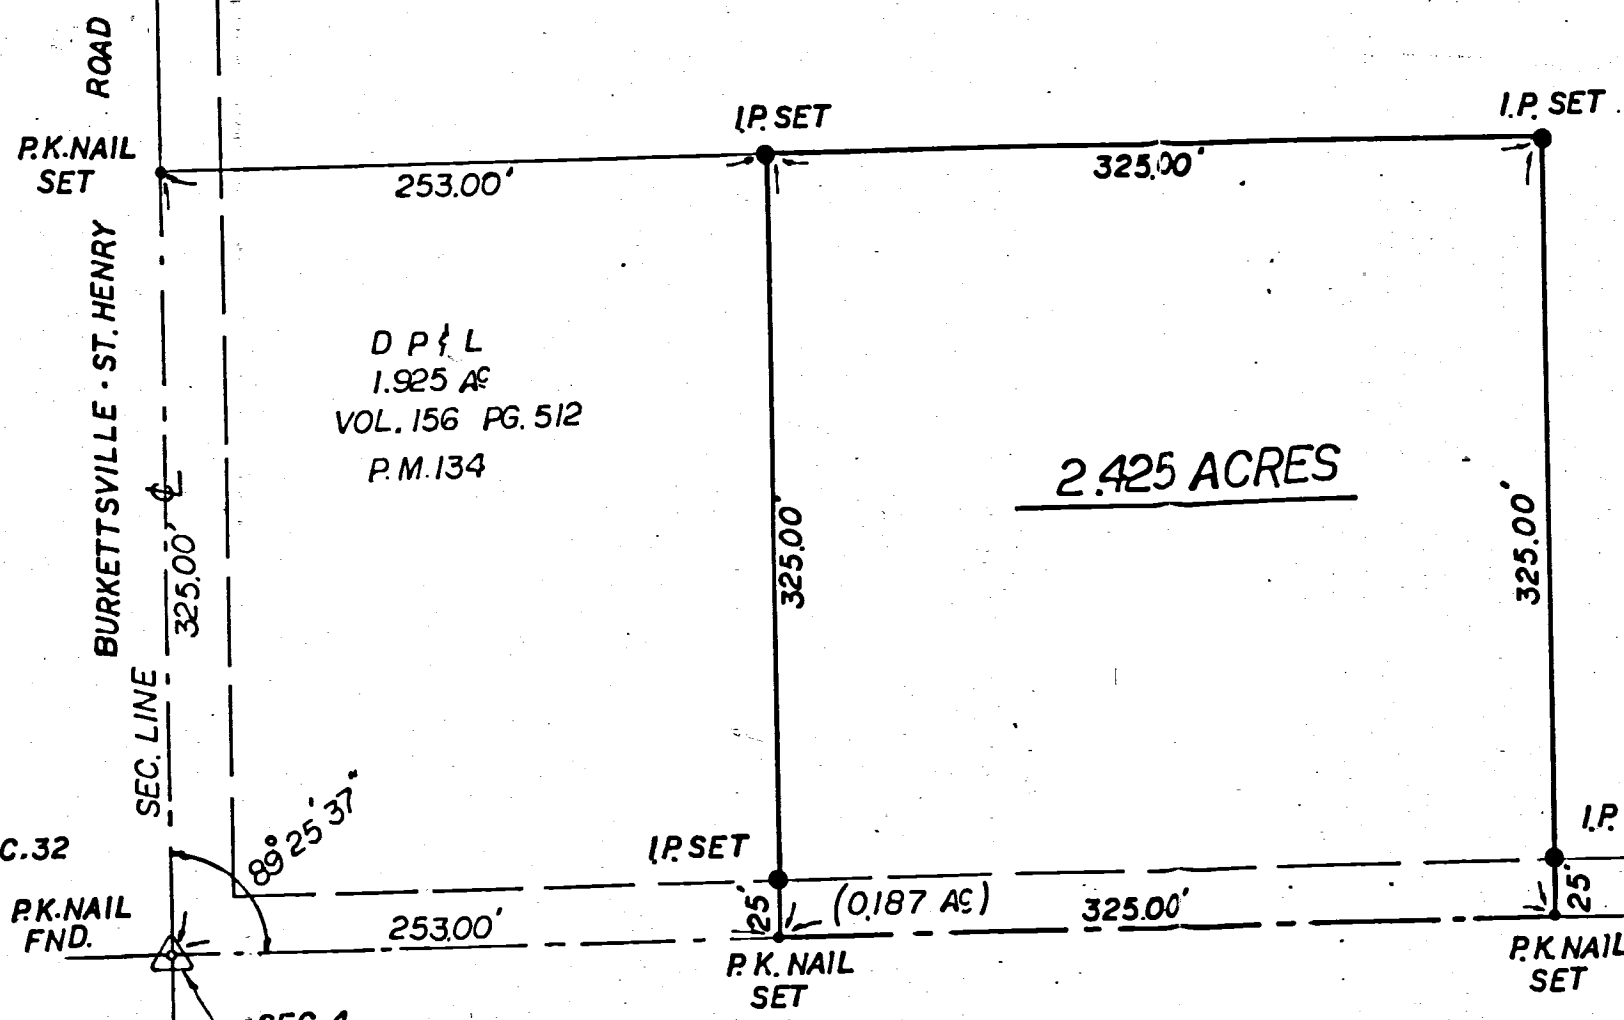 BURKETTSVILLE - ST. HENRY ROAD
P.K. NAIL
SET
253.00'
I.P. SET
325.00'
I.P. SET
D P & L
1.925 Ac
VOL. 156 PG. 512
P.M. 134
2.425 ACRES
℄
325.00'
325.00'
325.00'
SEC. LINE
89° 25' 37"
C. 32
P.K. NAIL
FND.
I.P. SET
I.P.
253.00'
25'
(0.187 Ac)
325.00'
25'
P.K. NAIL
SET
P.K. NAIL
SET